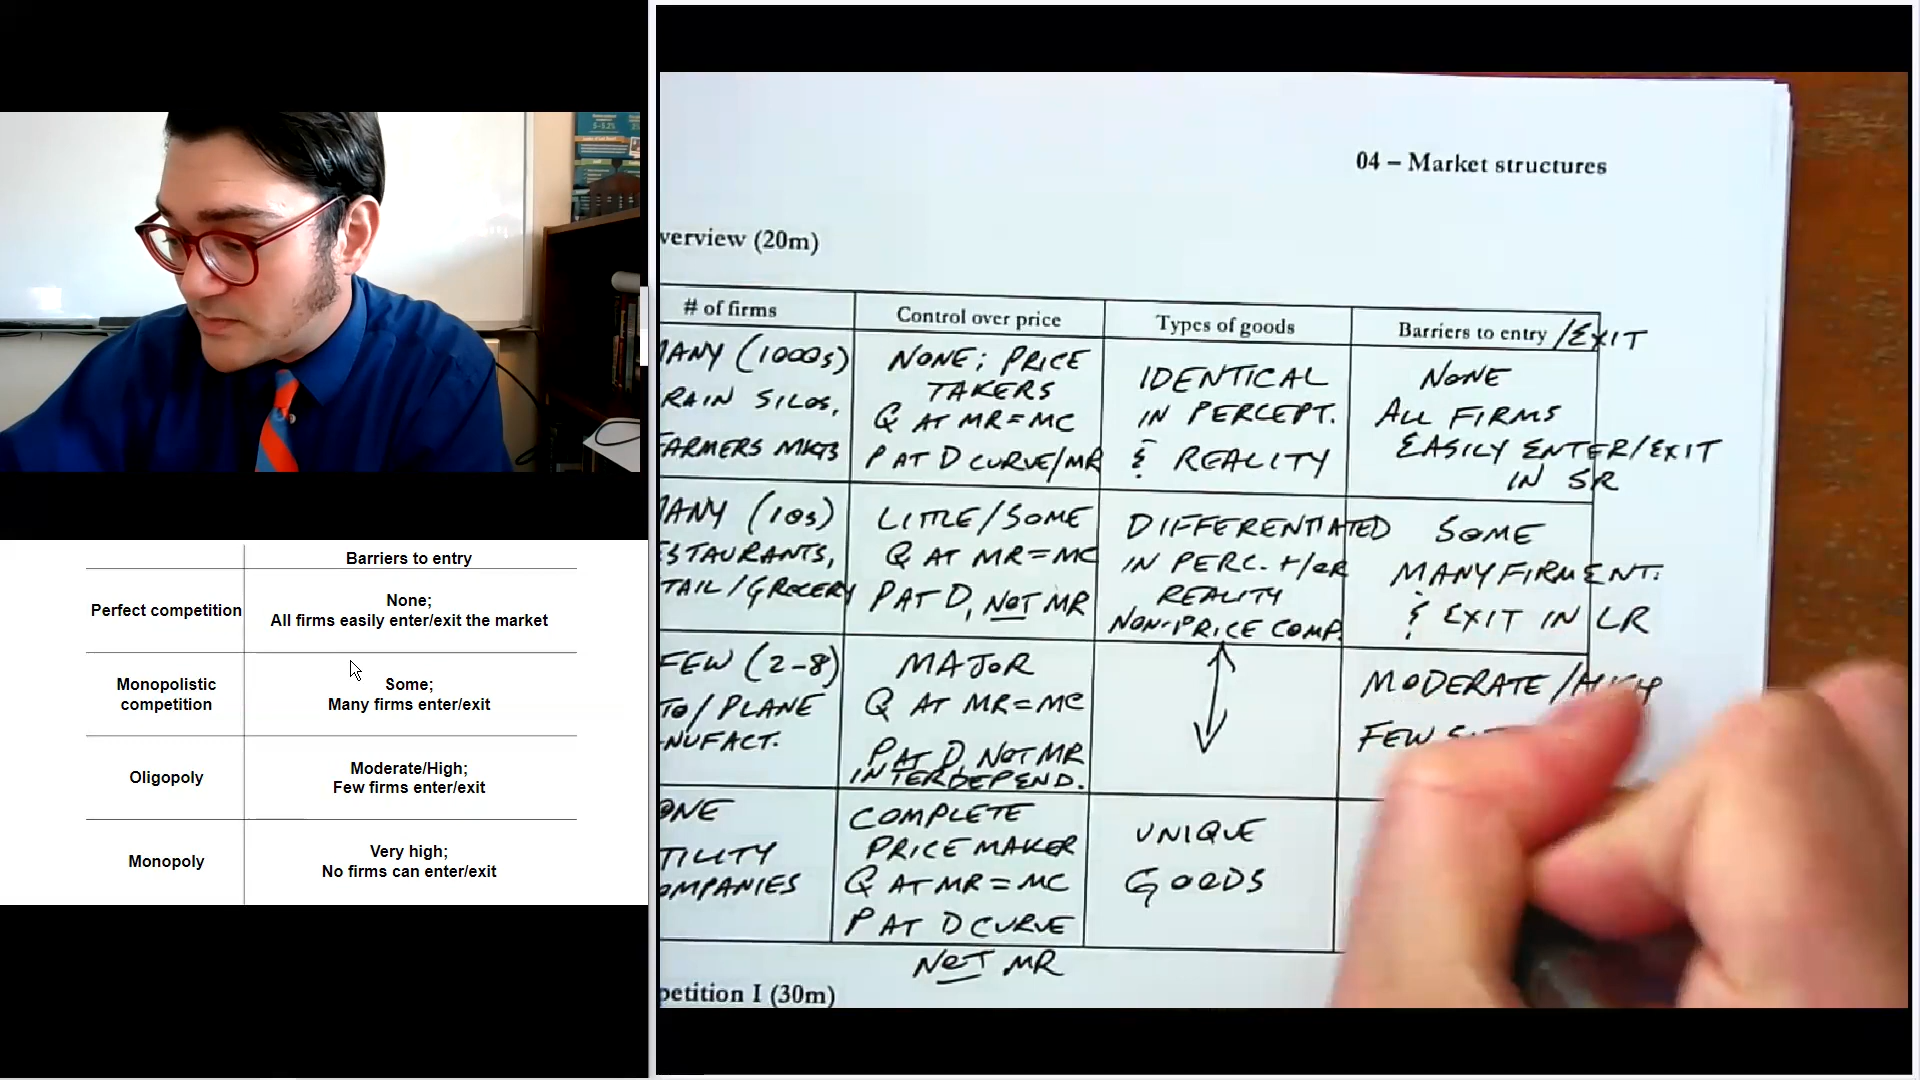 Barriers to entry
Perfect competition
None;
All firms easily enter/exit the market
Monopolistic
competition
Some;
Many firms enter/exit
Oligopoly
Moderate/High;
Few firms enter/exit
Monopoly
Very high;
No firms can enter/exit
04 – Market structures
verview (20m)
# of firms
Control over price
Types of goods
Barriers to entry /EXIT
ANY (1000s)
RAIN SILOS,
ARMERS MKTS
NONE; PRICE
TAKERS
Q AT MR=MC
P AT D CURVE/MR
IDENTICAL
IN PERCEPT.
& REALITY
NONE
ALL FIRMS
EASILY ENTER/EXIT
IN SR
ANY (10s)
ESTAURANTS,
TAIL/GROCERY
LITTLE/SOME
Q AT MR=MC
P AT D, NOT MR
DIFFERENTIATED
IN PERC. +/OR
REALITY
NON-PRICE COMP.
SOME
MANY FIRM ENT.
& EXIT IN LR
FEW (2-8)
TO/PLANE
NUFACT.
MAJOR
Q AT MR=MC
P AT D, NOT MR
INTERDEPEND.
MODERATE/HIGH
FEW
ONE
TILITY
OMPANIES
COMPLETE
PRICE MAKER
Q AT MR=MC
P AT D CURVE
NOT MR
UNIQUE
GOODS
petition I (30m)